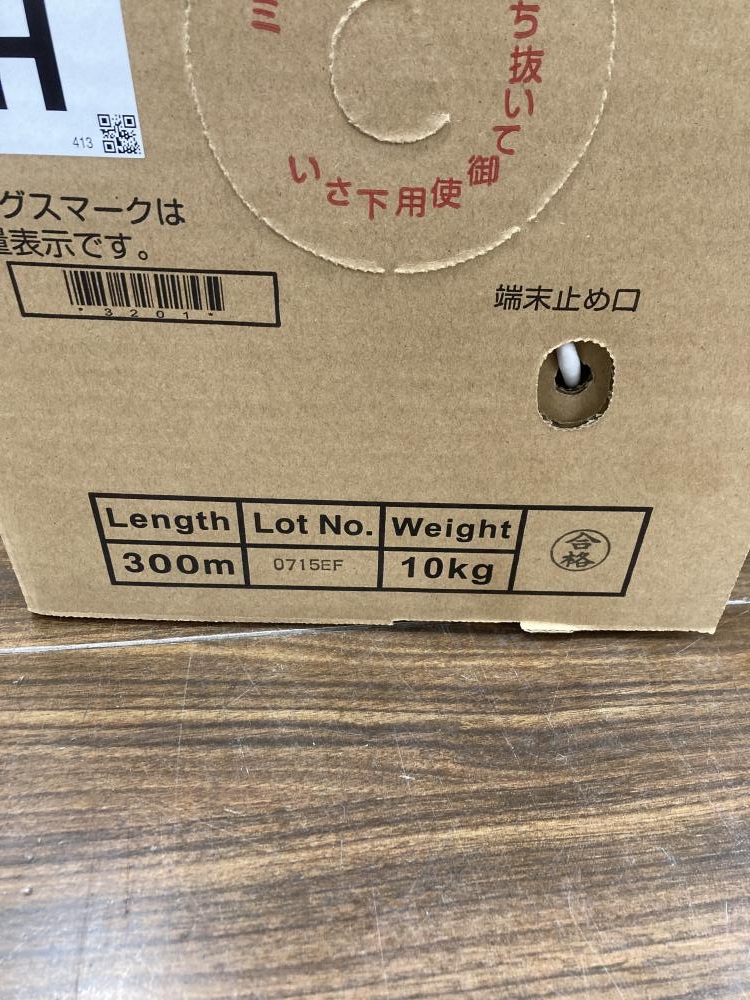 H
413
ミ
ち抜いて御使用下さい
グスマークは
量表示です。
*3201*
端末止め口
Length Lot No. Weight
300m 0715EF 10kg
合格